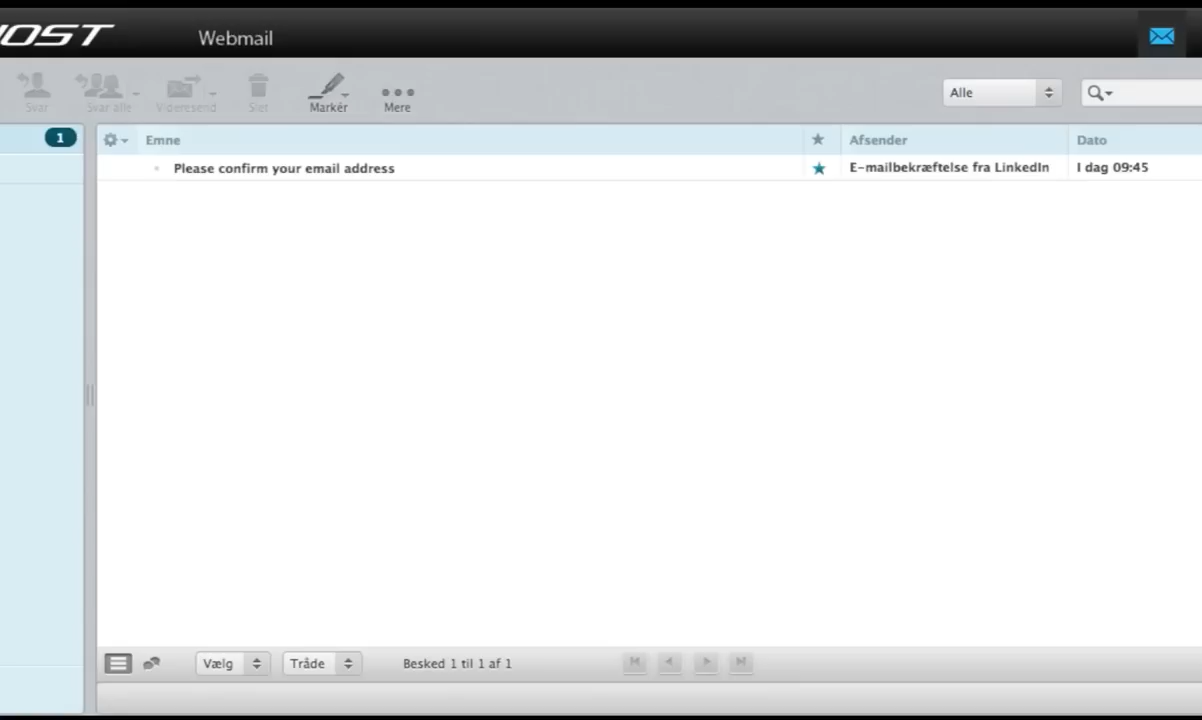 OST Webmail
Svar Svar alle Videresend Slet Markér Mere Alle
1 Emne Afsender Dato
Please confirm your email address E-mailbekræftelse fra LinkedIn I dag 09:45
Vælg Tråde Besked 1 til 1 af 1